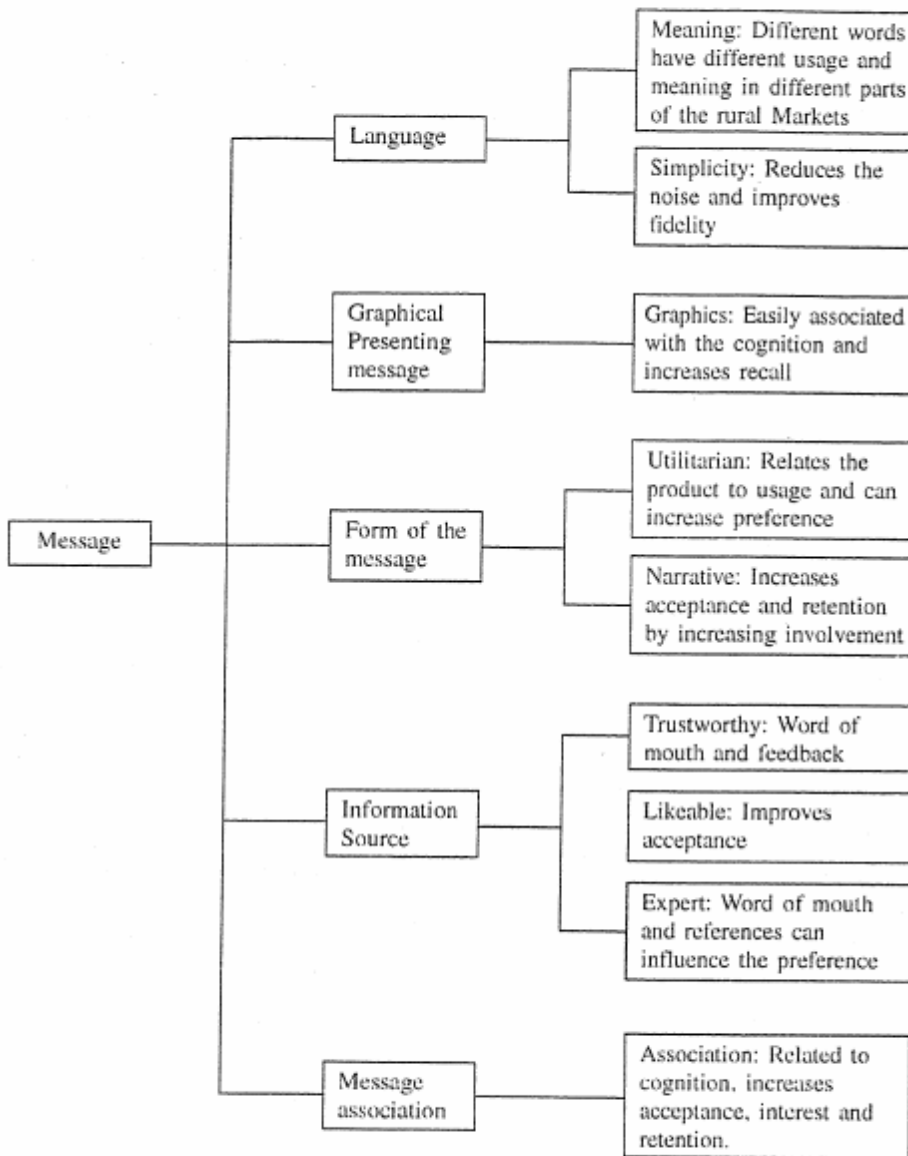 Meaning: Different words
have different usage and
meaning in different parts
of the rural Markets
Language
Simplicity: Reduces the
noise and improves
fidelity
Graphical
Presenting
message
Graphics: Easily associated
with the cognition and
increases recall
Utilitarian: Relates the
product to usage and can
increase preference
Message
Form of the
message
Narrative: Increases
acceptance and retention
by increasing involvement
Trustworthy: Word of
mouth and feedback
Information
Source
Likeable: Improves
acceptance
Expert: Word of mouth
and references can
influence the preference
Message
association
Association: Related to
cognition, increases
acceptance, interest and
retention.